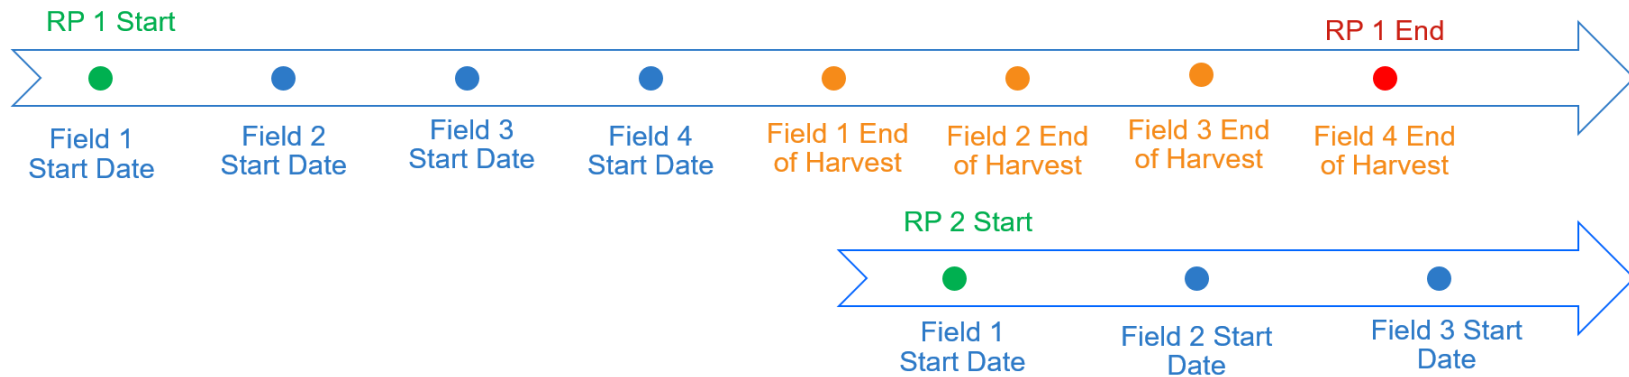 RP 1 Start
RP 1 End
Field 1
Start Date
Field 2
Start Date
Field 3
Start Date
Field 4
Start Date
Field 1 End
of Harvest
Field 2 End
of Harvest
Field 3 End
of Harvest
Field 4 End
of Harvest
RP 2 Start
Field 1
Start Date
Field 2 Start
Date
Field 3 Start
Date